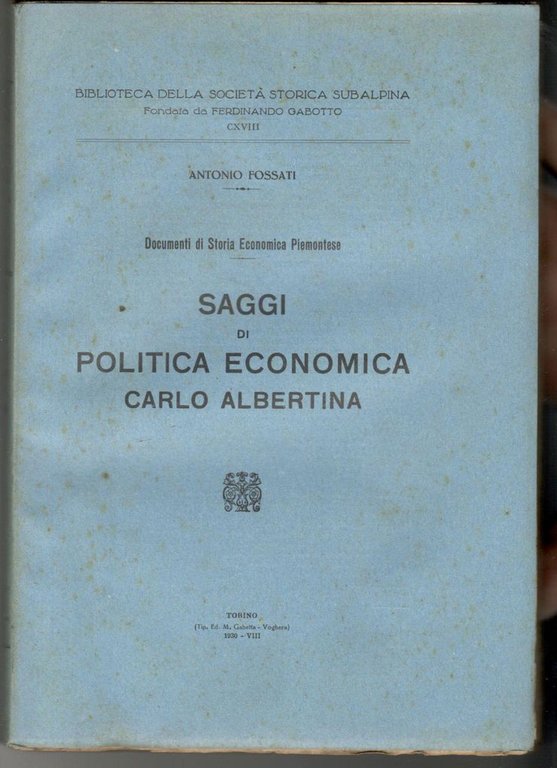 BIBLIOTECA DELLA SOCIETÀ STORICA SUBALPINA
Fondata da FERDINANDO GABOTTO
CXVIII
ANTONIO FOSSATI
Documenti di Storia Economica Piemontese
SAGGI
DI
POLITICA ECONOMICA
CARLO ALBERTINA
TORINO
(Tip. Ed. M. Gabetta - Voghera)
1930 - VIII